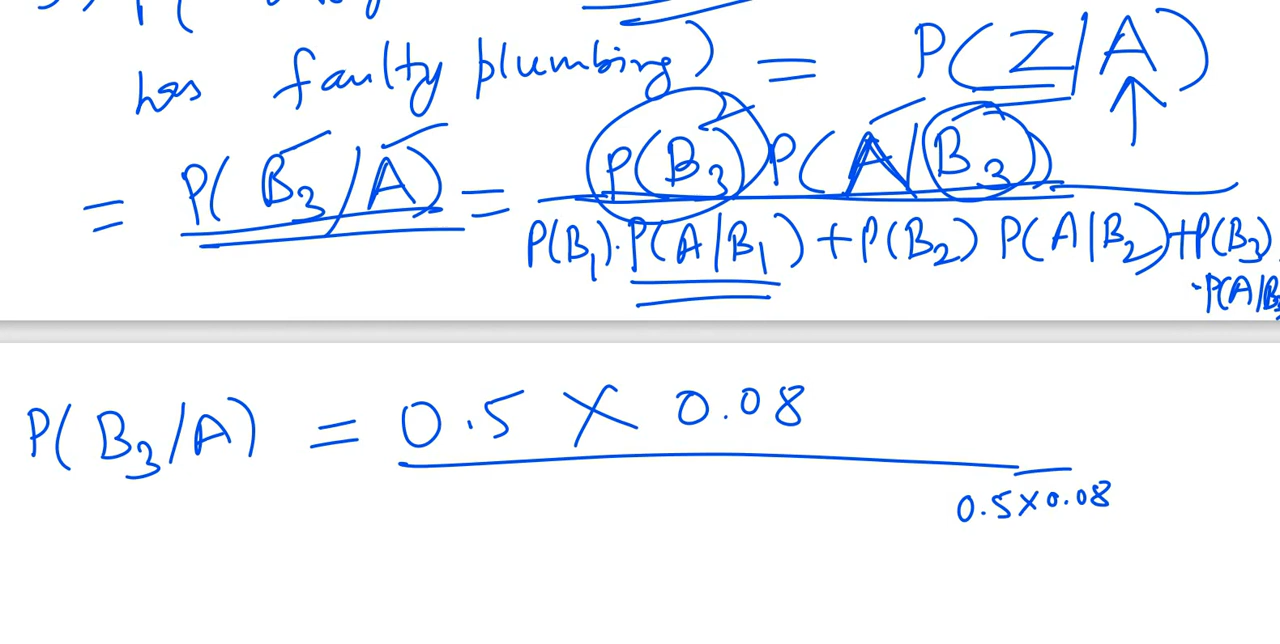 has faulty plumbing) = P(Z/A)
= P(B₃/A) = P(B₃) P(A/B₃)
P(B₁)·P(A|B₁) + P(B₂) P(A|B₂) + P(B₃)
·P(A|B₃
P(B₃/A) = 0.5 × 0.08
0.5×0.08